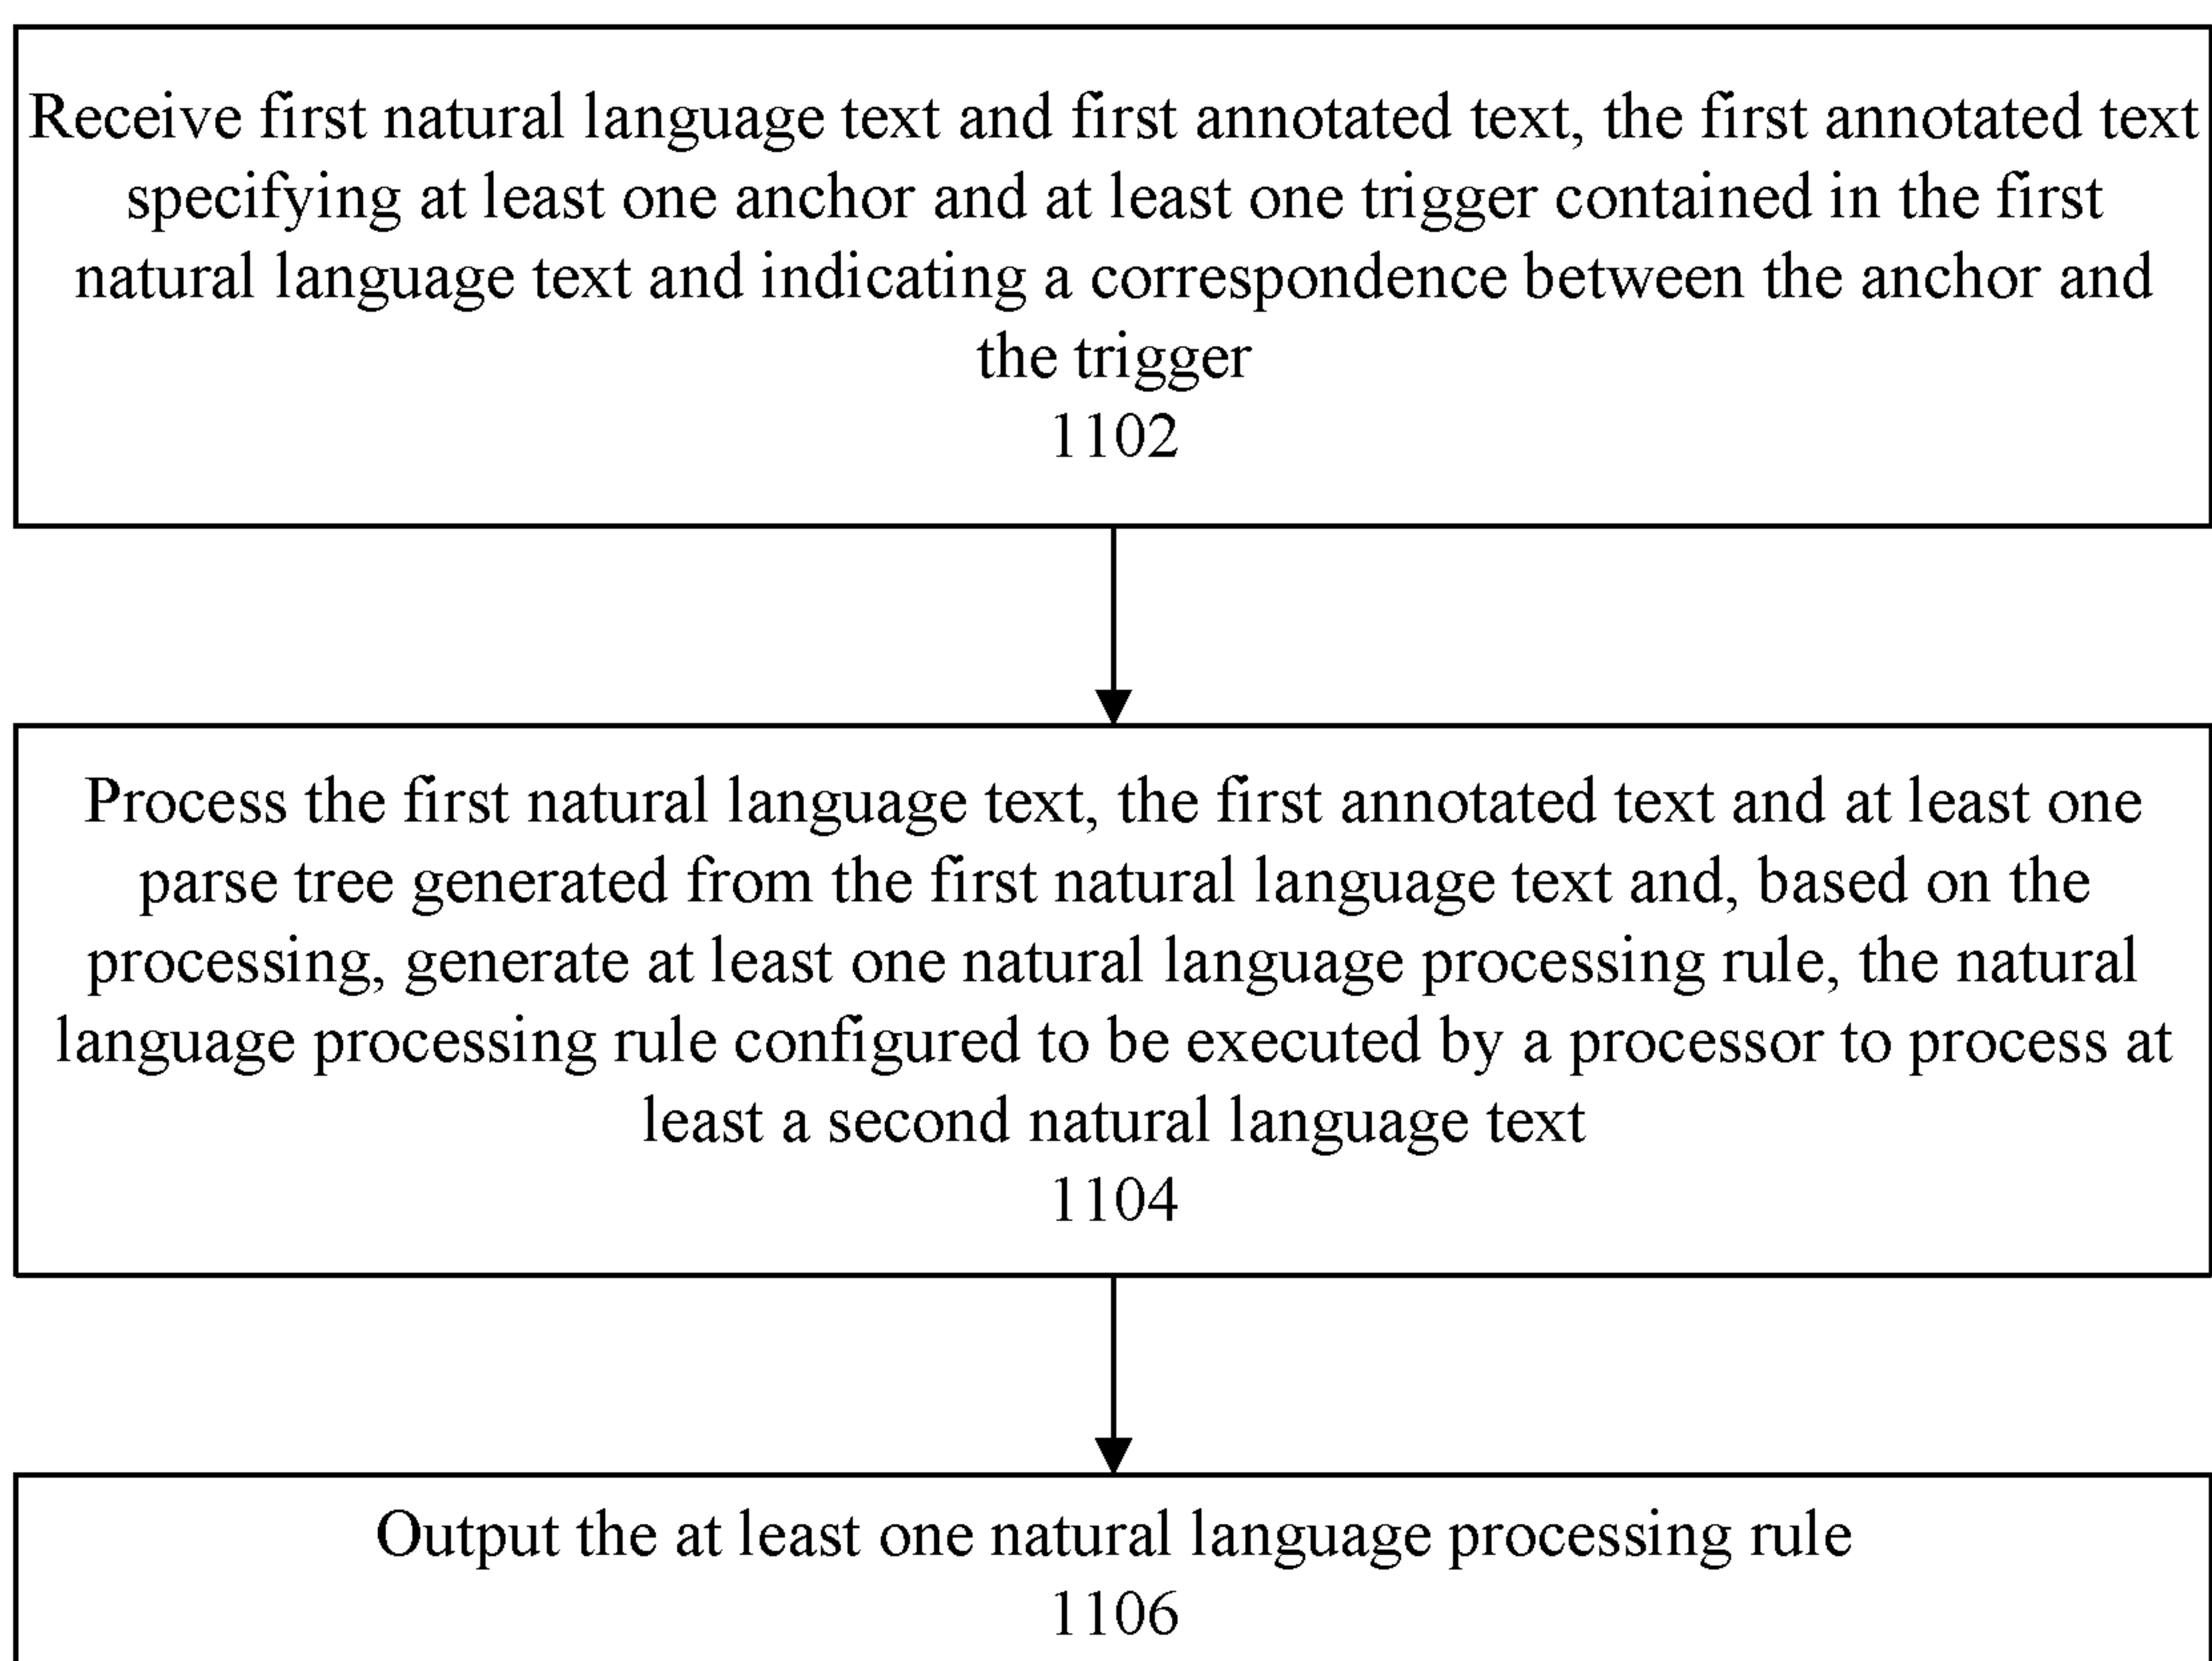 Receive first natural language text and first annotated text, the first annotated text
specifying at least one anchor and at least one trigger contained in the first
natural language text and indicating a correspondence between the anchor and
the trigger
1102
Process the first natural language text, the first annotated text and at least one
parse tree generated from the first natural language text and, based on the
processing, generate at least one natural language processing rule, the natural
language processing rule configured to be executed by a processor to process at
least a second natural language text
1104
Output the at least one natural language processing rule
1106